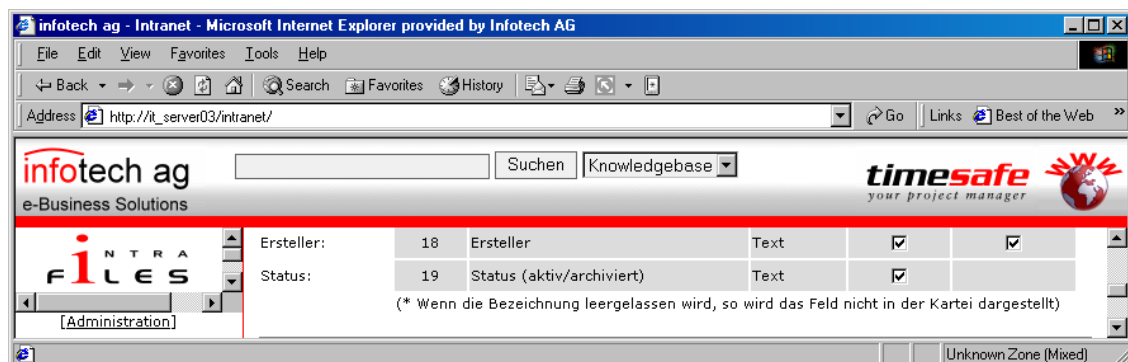 infotech ag - Intranet - Microsoft Internet Explorer provided by Infotech AG
File Edit View Favorites Tools Help
Back Search Favorites History
Address http://it_server03/intranet/ Go Links Best of the Web »
infotech ag Suchen Knowledgebase timesafe WWW
e-Business Solutions your project manager
INTRA Ersteller: 18 Ersteller Text
FILES Status: 19 Status (aktiv/archiviert) Text
(* Wenn die Bezeichnung leergelassen wird, so wird das Feld nicht in der Kartei dargestellt)
[Administration]
Unknown Zone (Mixed)